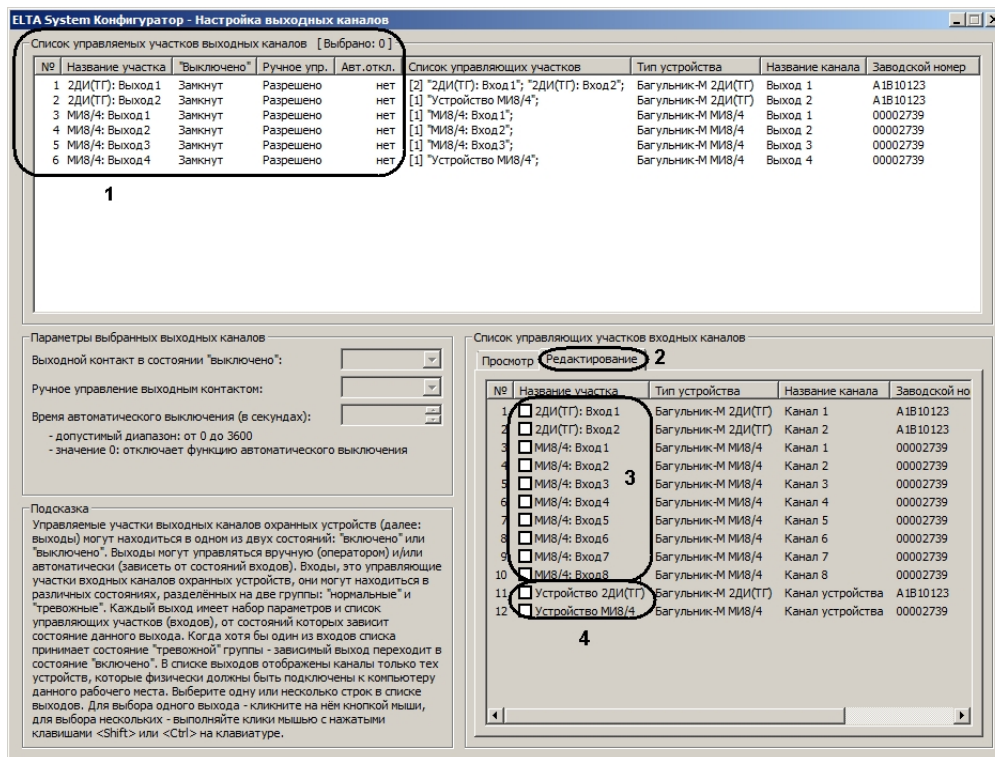 ELTA System Конфигуратор - Настройка выходных каналов
Список управляемых участков выходных каналов [Выбрано: 0]
№ Название участка "Выключено" Ручное упр. Авт.откл. Список управляющих участков Тип устройства Название канала Заводской номер
1 2ДИ(ТГ): Выход1 Замкнут Разрешено нет [2] "2ДИ(ТГ): Вход1"; "2ДИ(ТГ): Вход2"; Багульник-М 2ДИ(ТГ) Выход 1 A1B10123
2 2ДИ(ТГ): Выход2 Замкнут Разрешено нет [1] "Устройство МИ8/4"; Багульник-М 2ДИ(ТГ) Выход 2 A1B10123
3 МИ8/4: Выход1 Замкнут Разрешено нет [1] "МИ8/4: Вход1"; Багульник-М МИ8/4 Выход 1 00002739
4 МИ8/4: Выход2 Замкнут Разрешено нет [1] "МИ8/4: Вход2"; Багульник-М МИ8/4 Выход 2 00002739
5 МИ8/4: Выход3 Замкнут Разрешено нет [1] "МИ8/4: Вход3"; Багульник-М МИ8/4 Выход 3 00002739
6 МИ8/4: Выход4 Замкнут Разрешено нет [1] "Устройство МИ8/4"; Багульник-М МИ8/4 Выход 4 00002739
1
Параметры выбранных выходных каналов
Выходной контакт в состоянии "выключено":
Ручное управление выходным контактом:
Время автоматического выключения (в секундах):
- допустимый диапазон: от 0 до 3600
- значение 0: отключает функцию автоматического выключения
Подсказка
Управляемые участки выходных каналов охранных устройств (далее:
выходы) могут находиться в одном из двух состояний: "включено" или
"выключено". Выходы могут управляться вручную (оператором) и/или
автоматически (зависеть от состояний входов). Входы, это управляющие
участки входных каналов охранных устройств, они могут находиться в
различных состояниях, разделённых на две группы: "нормальные" и
"тревожные". Каждый выход имеет набор параметров и список
управляющих участков (входов), от состояний которых зависит
состояние данного выхода. Когда хотя бы один из входов списка
принимает состояние "тревожной" группы - зависимый выход переходит в
состояние "включено". В списке выходов отображены каналы только тех
устройств, которые физически должны быть подключены к компьютеру
данного рабочего места. Выберите одну или несколько строк в списке
выходов. Для выбора одного выхода - кликните на нём кнопкой мыши,
для выбора нескольких - выполняйте клики мышью с нажатыми
клавишами <Shift> или <Ctrl> на клавиатуре.
Список управляющих участков входных каналов
Просмотр Редактирование 2
№ Название участка Тип устройства Название канала Заводской но
1 2ДИ(ТГ): Вход1 Багульник-М 2ДИ(ТГ) Канал 1 A1B10123
2 2ДИ(ТГ): Вход2 Багульник-М 2ДИ(ТГ) Канал 2 A1B10123
3 МИ8/4: Вход1 Багульник-М МИ8/4 Канал 1 00002739
4 МИ8/4: Вход2 Багульник-М МИ8/4 Канал 2 00002739
5 МИ8/4: Вход3 3 Багульник-М МИ8/4 Канал 3 00002739
6 МИ8/4: Вход4 Багульник-М МИ8/4 Канал 4 00002739
7 МИ8/4: Вход5 Багульник-М МИ8/4 Канал 5 00002739
8 МИ8/4: Вход6 Багульник-М МИ8/4 Канал 6 00002739
9 МИ8/4: Вход7 Багульник-М МИ8/4 Канал 7 00002739
10 МИ8/4: Вход8 Багульник-М МИ8/4 Канал 8 00002739
11 Устройство 2ДИ(ТГ) Багульник-М 2ДИ(ТГ) Канал устройства A1B10123
12 Устройство МИ8/4 Багульник-М МИ8/4 Канал устройства 00002739
4